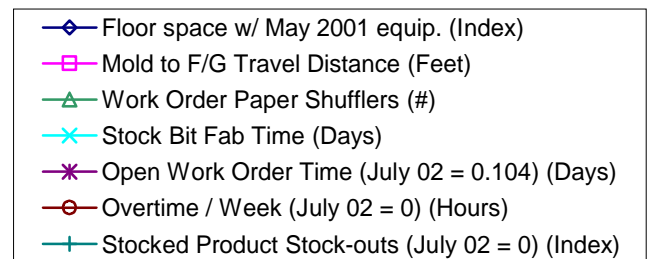 Floor space w/ May 2001 equip. (Index)
Mold to F/G Travel Distance (Feet)
Work Order Paper Shufflers (#)
Stock Bit Fab Time (Days)
Open Work Order Time (July 02 = 0.104) (Days)
Overtime / Week (July 02 = 0) (Hours)
Stocked Product Stock-outs (July 02 = 0) (Index)